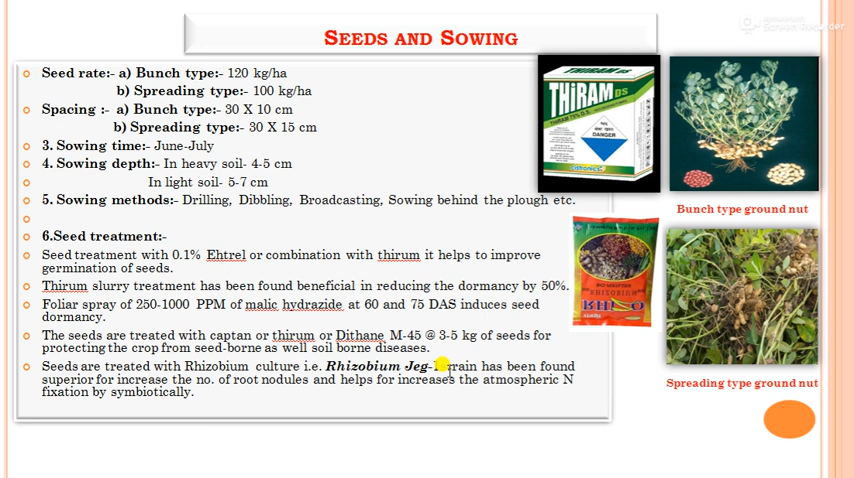 SEEDS AND SOWING
Seed rate:- a) Bunch type:- 120 kg/ha
b) Spreading type:- 100 kg/ha
Spacing :- a) Bunch type:- 30 X 10 cm
b) Spreading type:- 30 X 15 cm
3. Sowing time:- June-July
4. Sowing depth:- In heavy soil- 4-5 cm
In light soil- 5-7 cm
5. Sowing methods:- Drilling, Dibbling, Broadcasting, Sowing behind the plough etc.
6.Seed treatment:-
Seed treatment with 0.1% Ehtrel or combination with thirum it helps to improve
germination of seeds.
Thirum slurry treatment has been found beneficial in reducing the dormancy by 50%.
Foliar spray of 250-1000 PPM of malic hydrazide at 60 and 75 DAS induces seed
dormancy.
The seeds are treated with captan or thirum or Dithane M-45 @ 3-5 kg of seeds for
protecting the crop from seed-borne as well soil borne diseases.
Seeds are treated with Rhizobium culture i.e. Rhizobium Jeg- has been found
superior for increase the no. of root nodules and helps for increases the atmospheric N
fixation by symbiotically.
THIRAM DS
THIRAM DS
DANGER
RHIZOBIUM
Bunch type ground nut
Spreading type ground nut
Screen Recorder